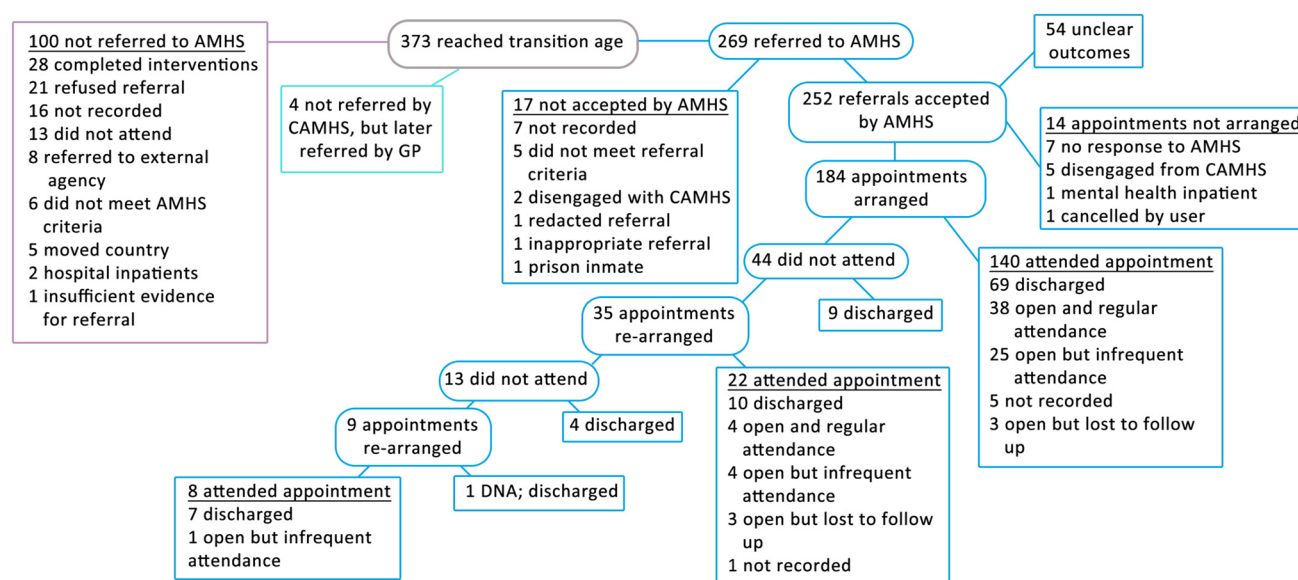 100 not referred to AMHS
28 completed interventions
21 refused referral
16 not recorded
13 did not attend
8 referred to external
agency
6 did not meet AMHS
criteria
5 moved country
2 hospital inpatients
1 insufficient evidence
for referral
373 reached transition age
4 not referred by
CAMHS, but later
referred by GP
269 referred to AMHS
17 not accepted by AMHS
7 not recorded
5 did not meet referral
criteria
2 disengaged with CAMHS
1 redacted referral
1 inappropriate referral
1 prison inmate
252 referrals accepted
by AMHS
54 unclear
outcomes
14 appointments not arranged
7 no response to AMHS
5 disengaged from CAMHS
1 mental health inpatient
1 cancelled by user
184 appointments
arranged
140 attended appointment
69 discharged
38 open and regular
attendance
25 open but infrequent
attendance
5 not recorded
3 open but lost to follow
up
44 did not attend
9 discharged
35 appointments
re-arranged
22 attended appointment
10 discharged
4 open and regular
attendance
4 open but infrequent
attendance
3 open but lost to follow
up
1 not recorded
13 did not attend
4 discharged
9 appointments
re-arranged
8 attended appointment
7 discharged
1 open but infrequent
attendance
1 DNA; discharged